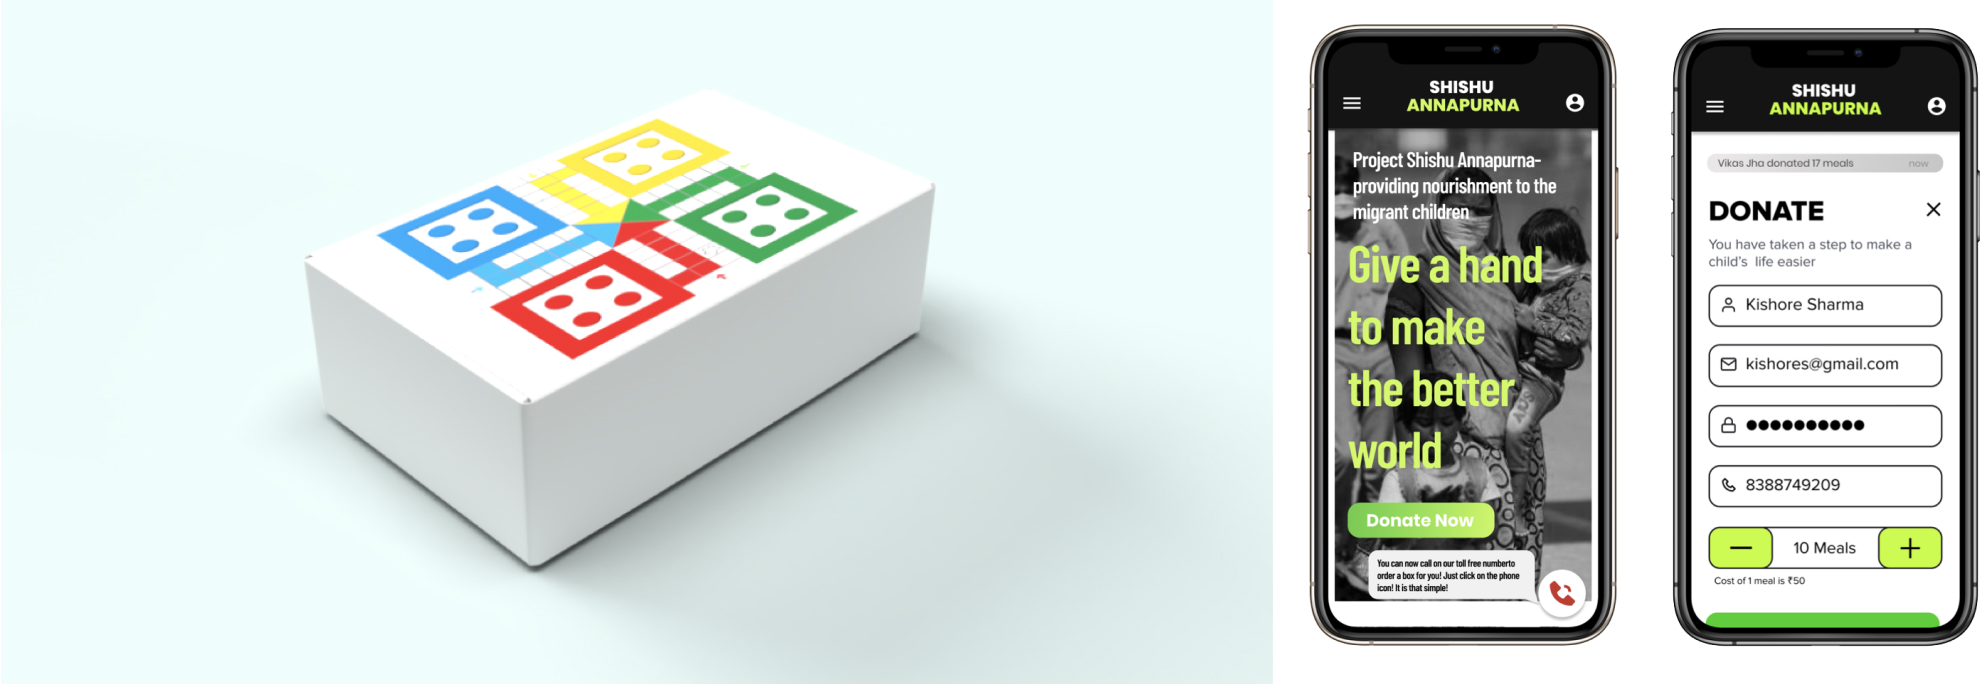 SHISHU
ANNAPURNA
Project Shishu Annapurna-
providing nourishment to the
migrant children
Give a hand
to make
the better
world
Donate Now
You can now call on our toll free numberto
order a box for you! Just click on the phone
icon! It is that simple!
SHISHU
ANNAPURNA
Vikas Jha donated 17 meals now
DONATE
You have taken a step to make a
child's life easier
Kishore Sharma
kishores@gmail.com
8388749209
10 Meals
Cost of 1 meal is ₹50